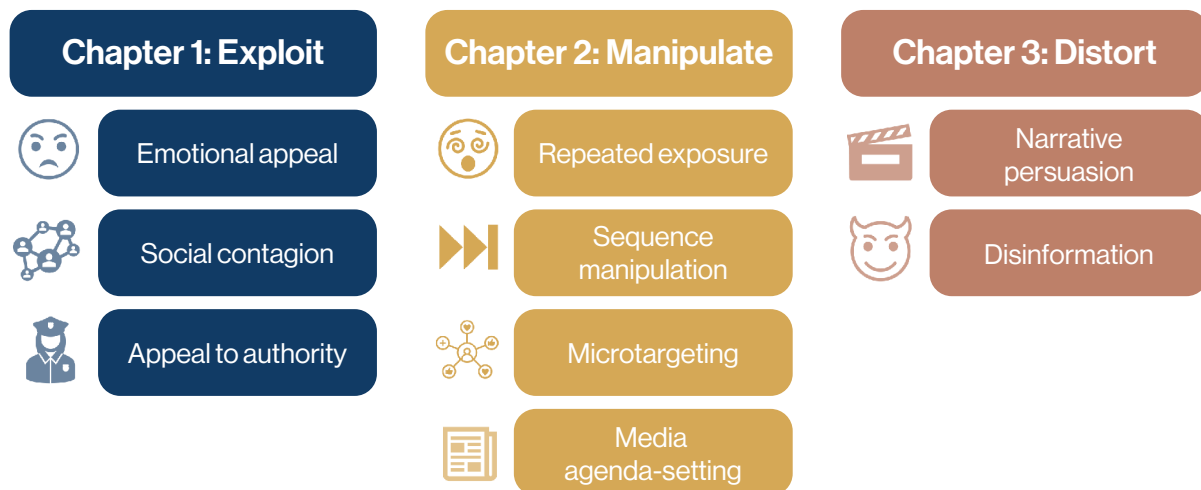 Chapter 1: Exploit
Emotional appeal
Social contagion
Appeal to authority
Chapter 2: Manipulate
Repeated exposure
Sequence
manipulation
Microtargeting
Media
agenda-setting
Chapter 3: Distort
Narrative
persuasion
Disinformation